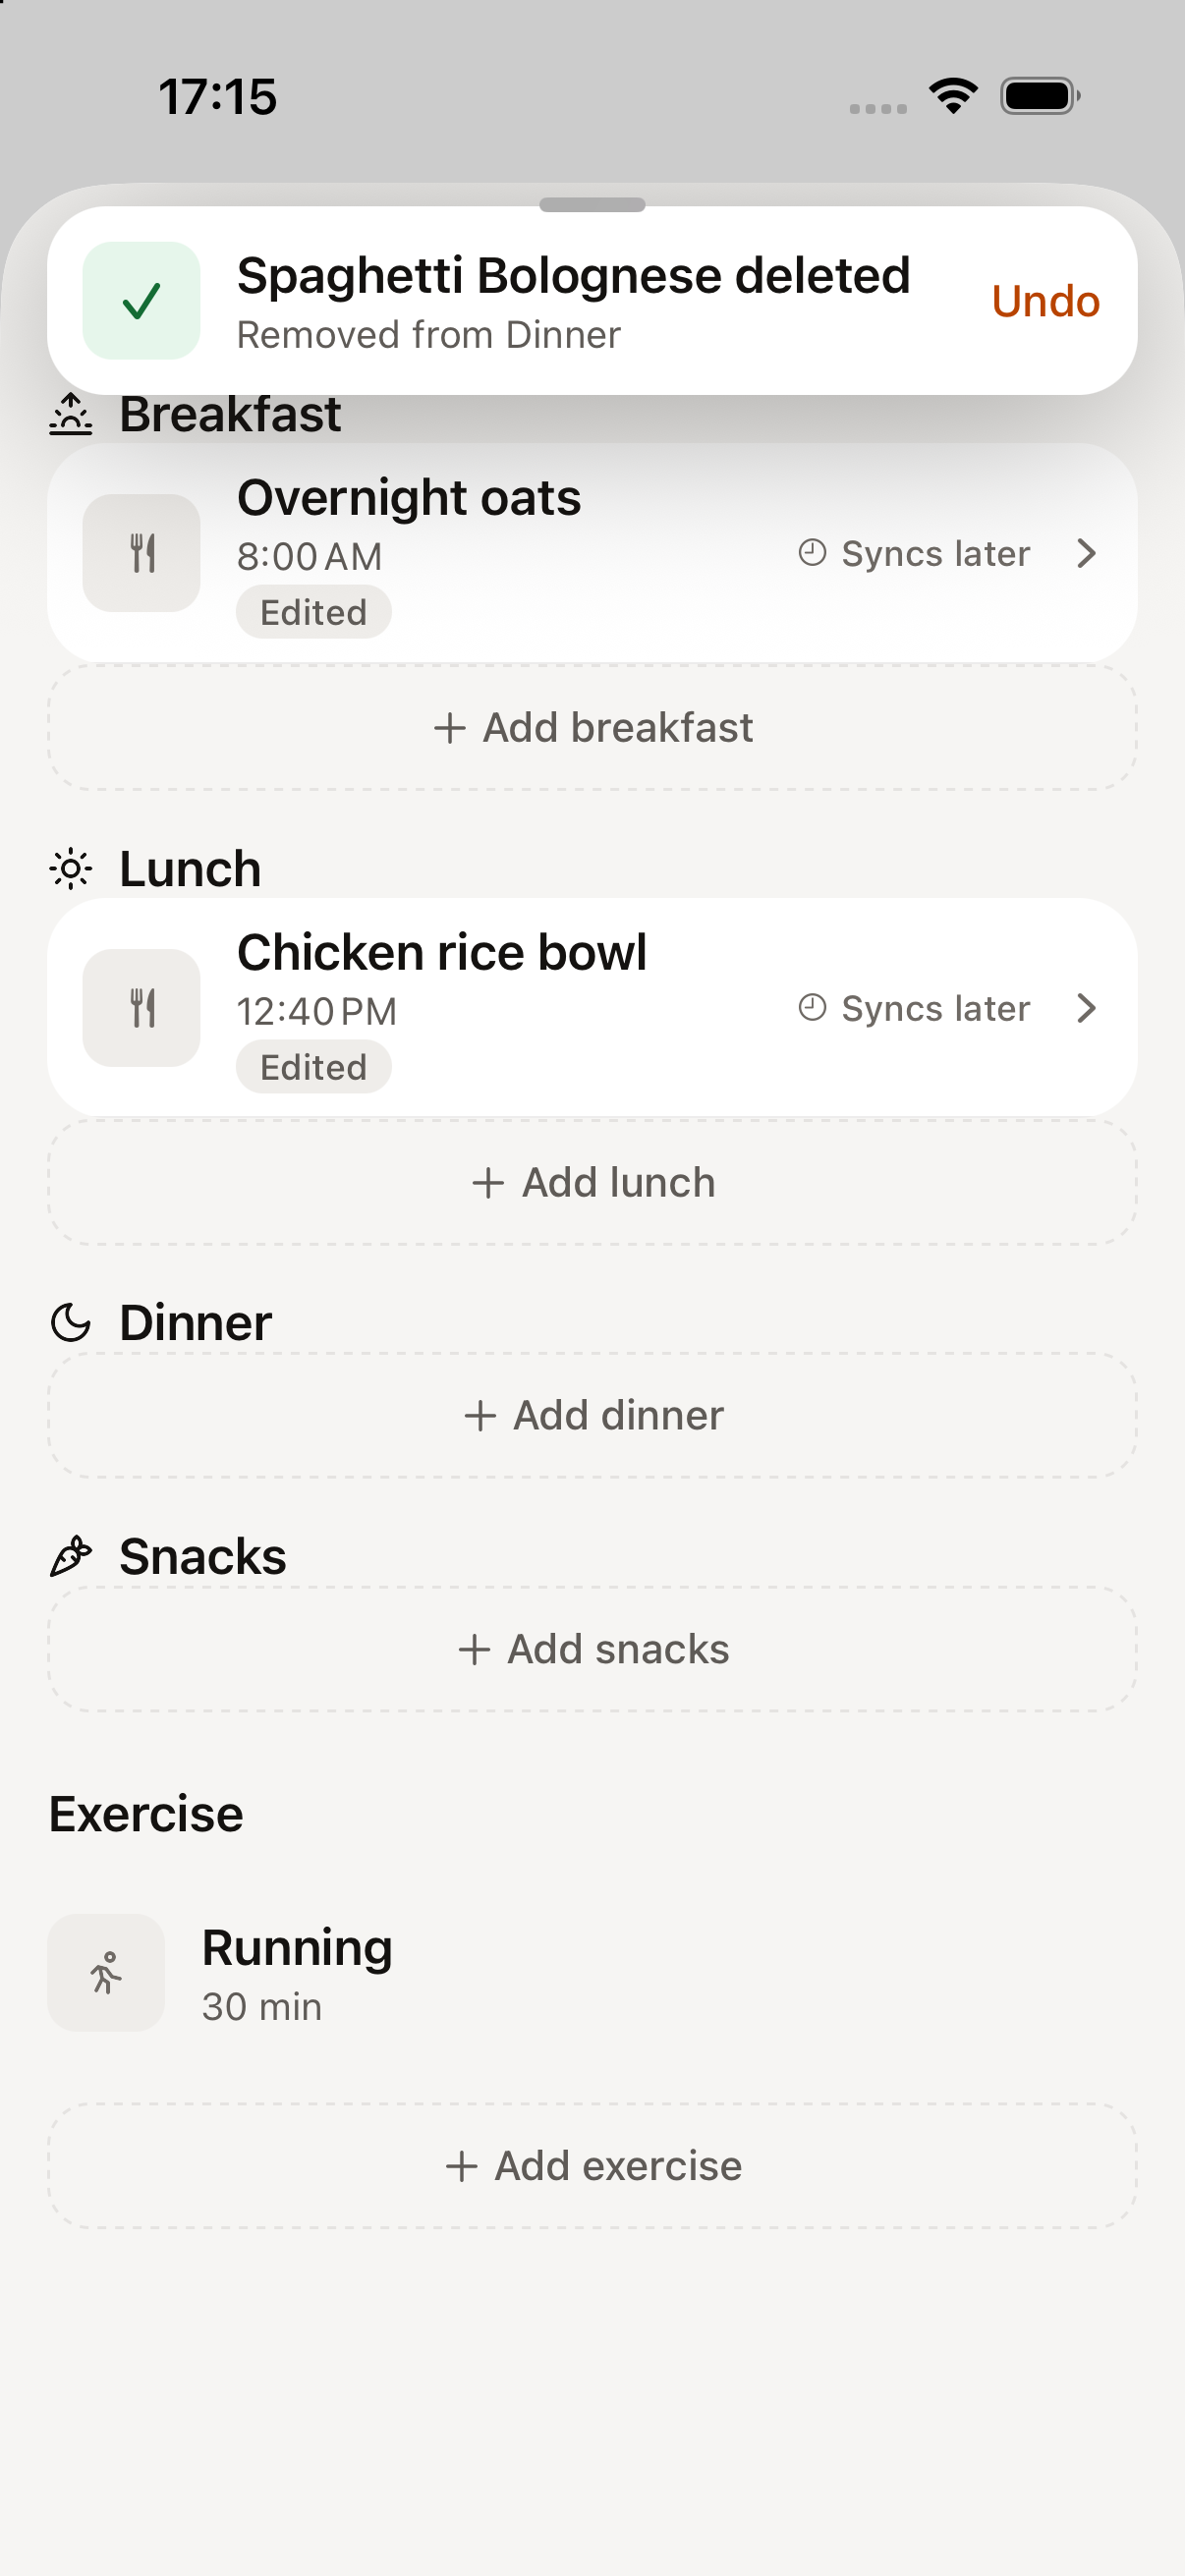 17:15
Spaghetti Bolognese deleted
Removed from Dinner
Undo
Breakfast
Overnight oats
8:00 AM
Syncs later
Edited
Add breakfast
Lunch
Chicken rice bowl
12:40 PM
Syncs later
Edited
Add lunch
Dinner
Add dinner
Snacks
Add snacks
Exercise
Running
30 min
Add exercise